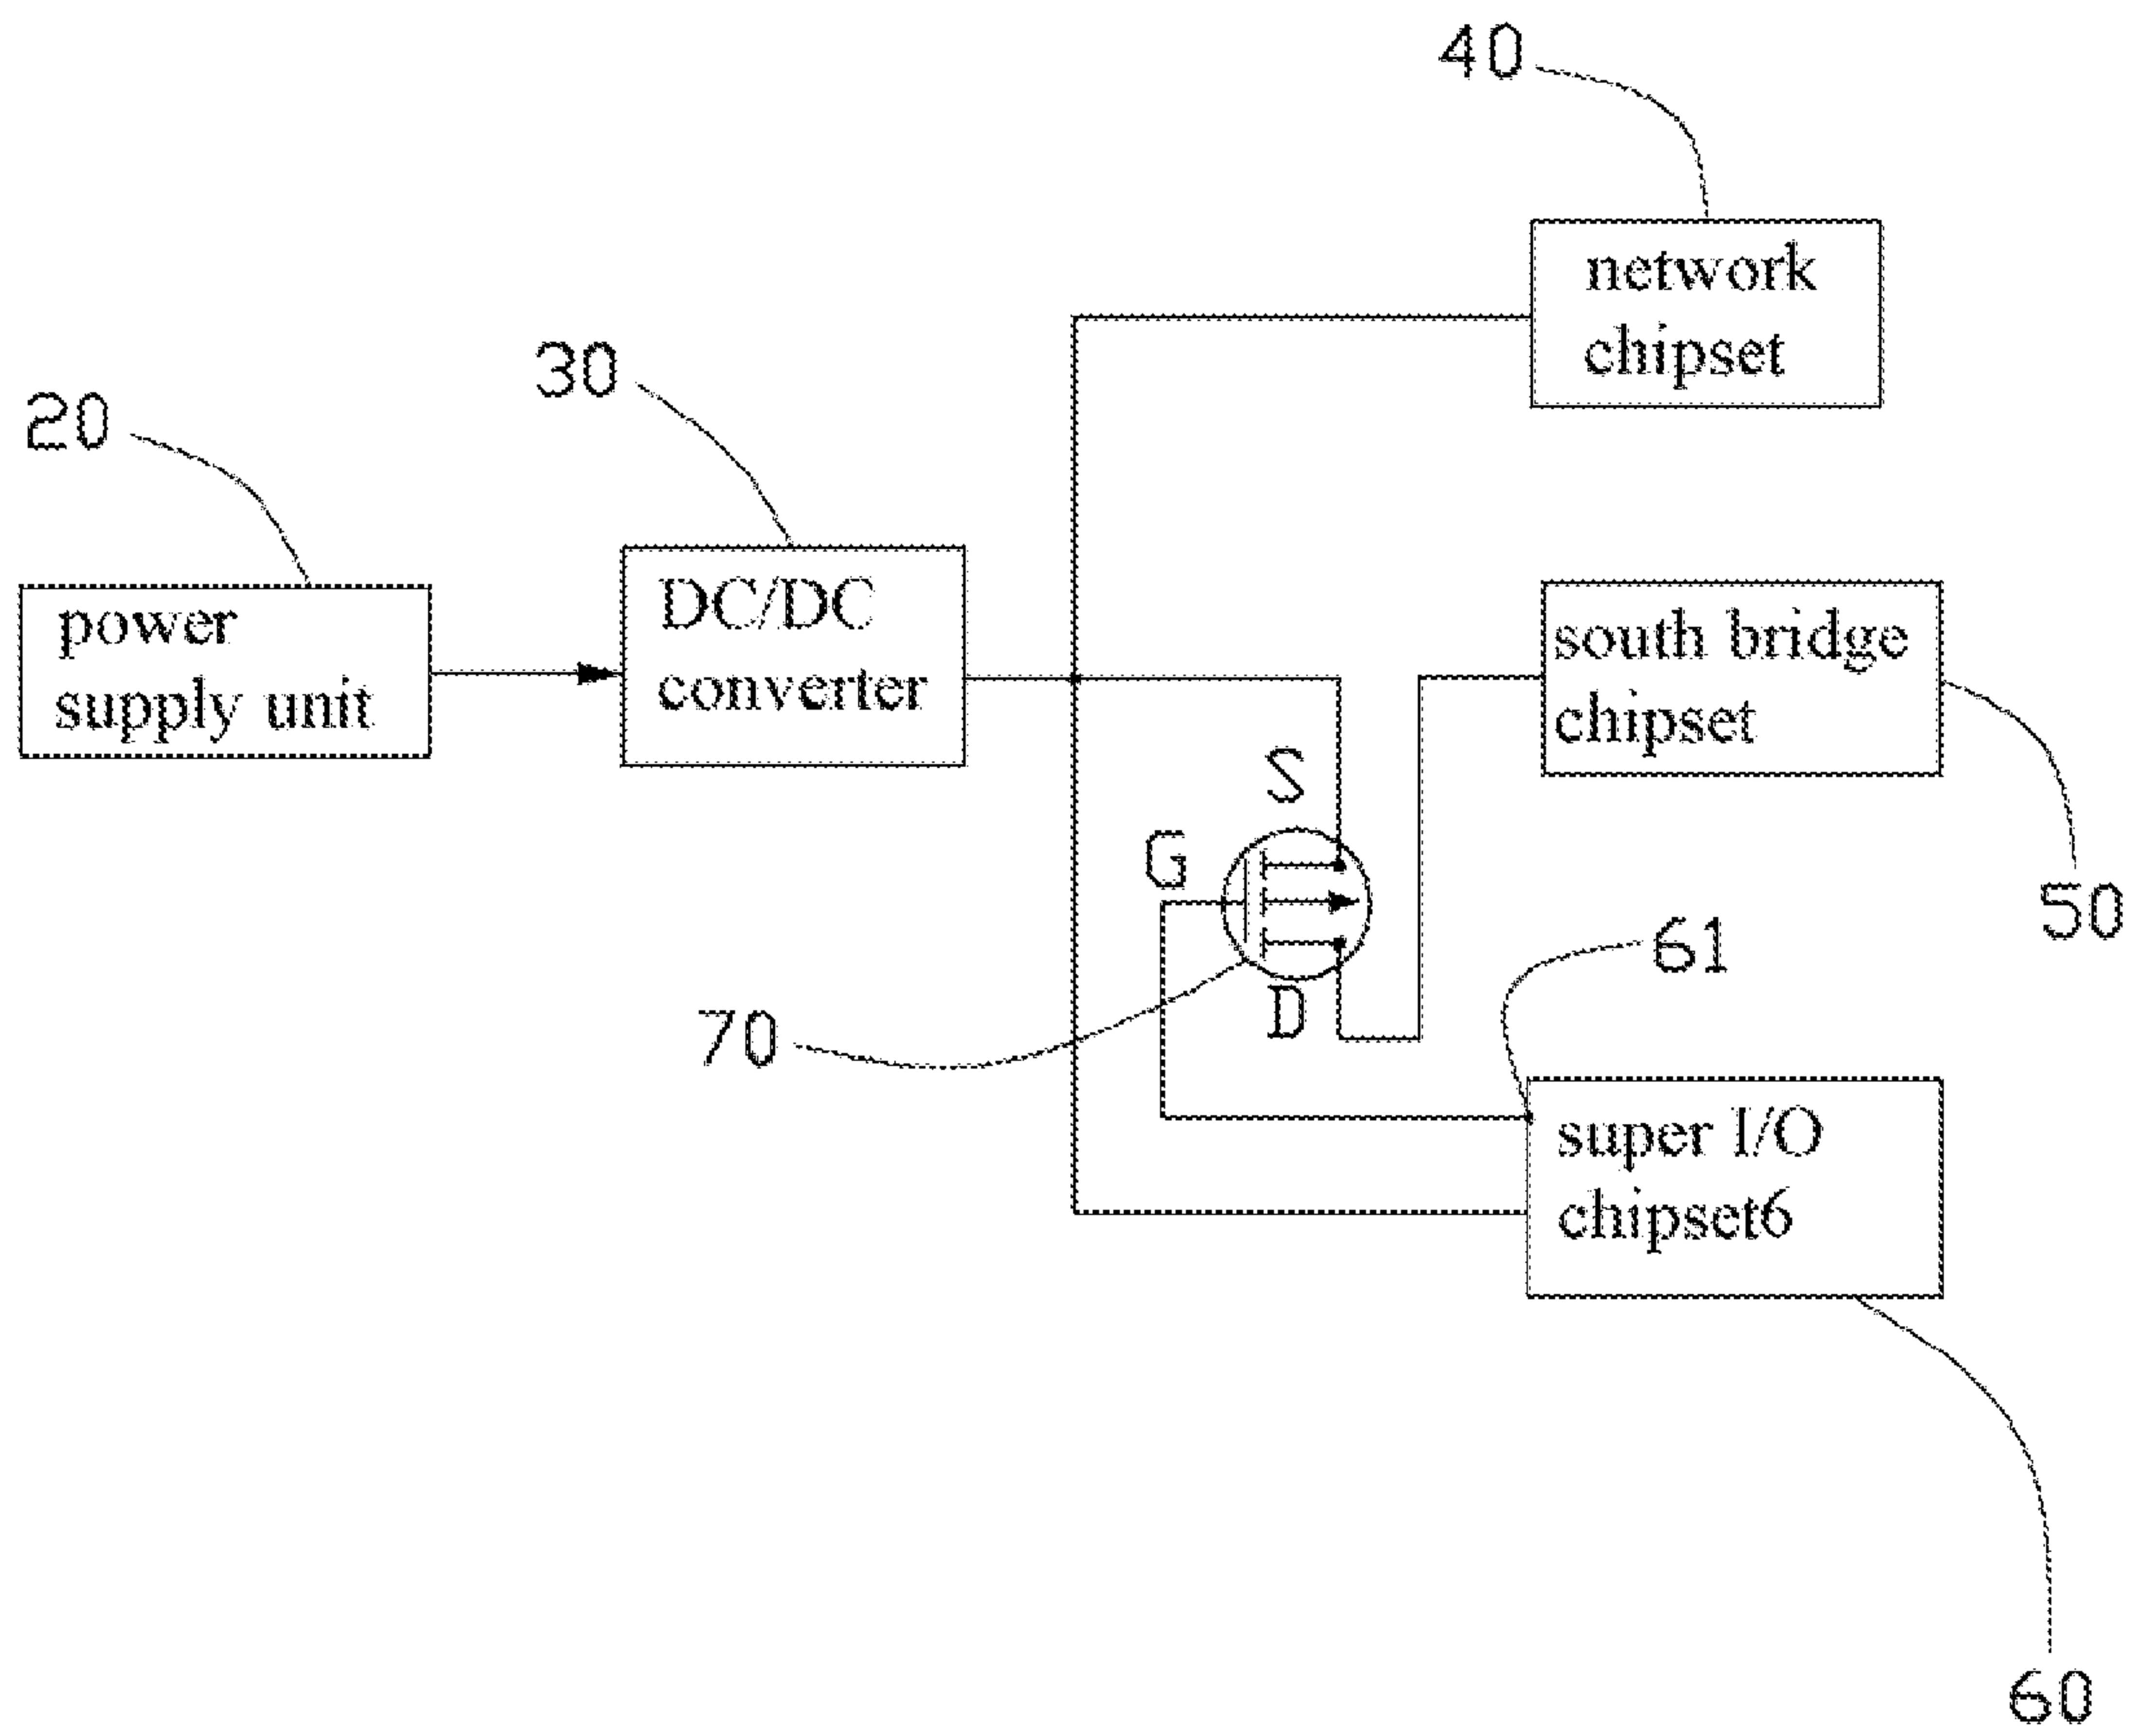 40
network
chipset
30
20
DC/DC
converter
power
supply unit
south bridge
chipset
S
G
50
61
D
70
super I/O
chipset6
60